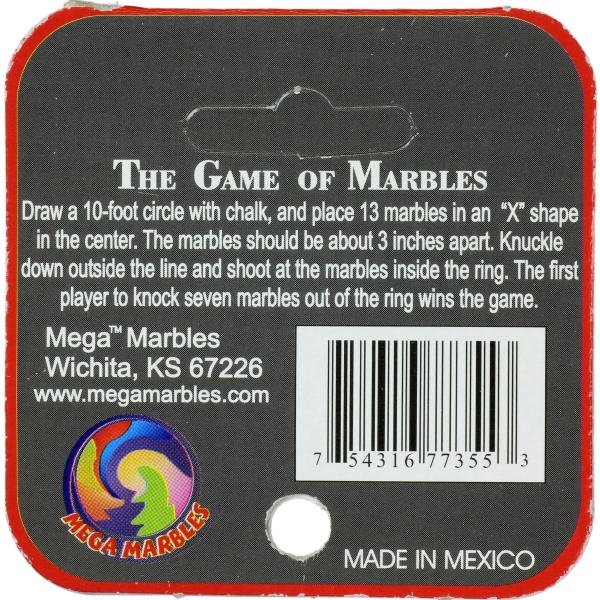 THE GAME OF MARBLES
Draw a 10-foot circle with chalk, and place 13 marbles in an "X" shape
in the center. The marbles should be about 3 inches apart. Knuckle
down outside the line and shoot at the marbles inside the ring. The first
player to knock seven marbles out of the ring wins the game.
Mega™ Marbles
Wichita, KS 67226
www.megamarbles.com
7 54316 77355 3
MEGA MARBLES
MADE IN MEXICO